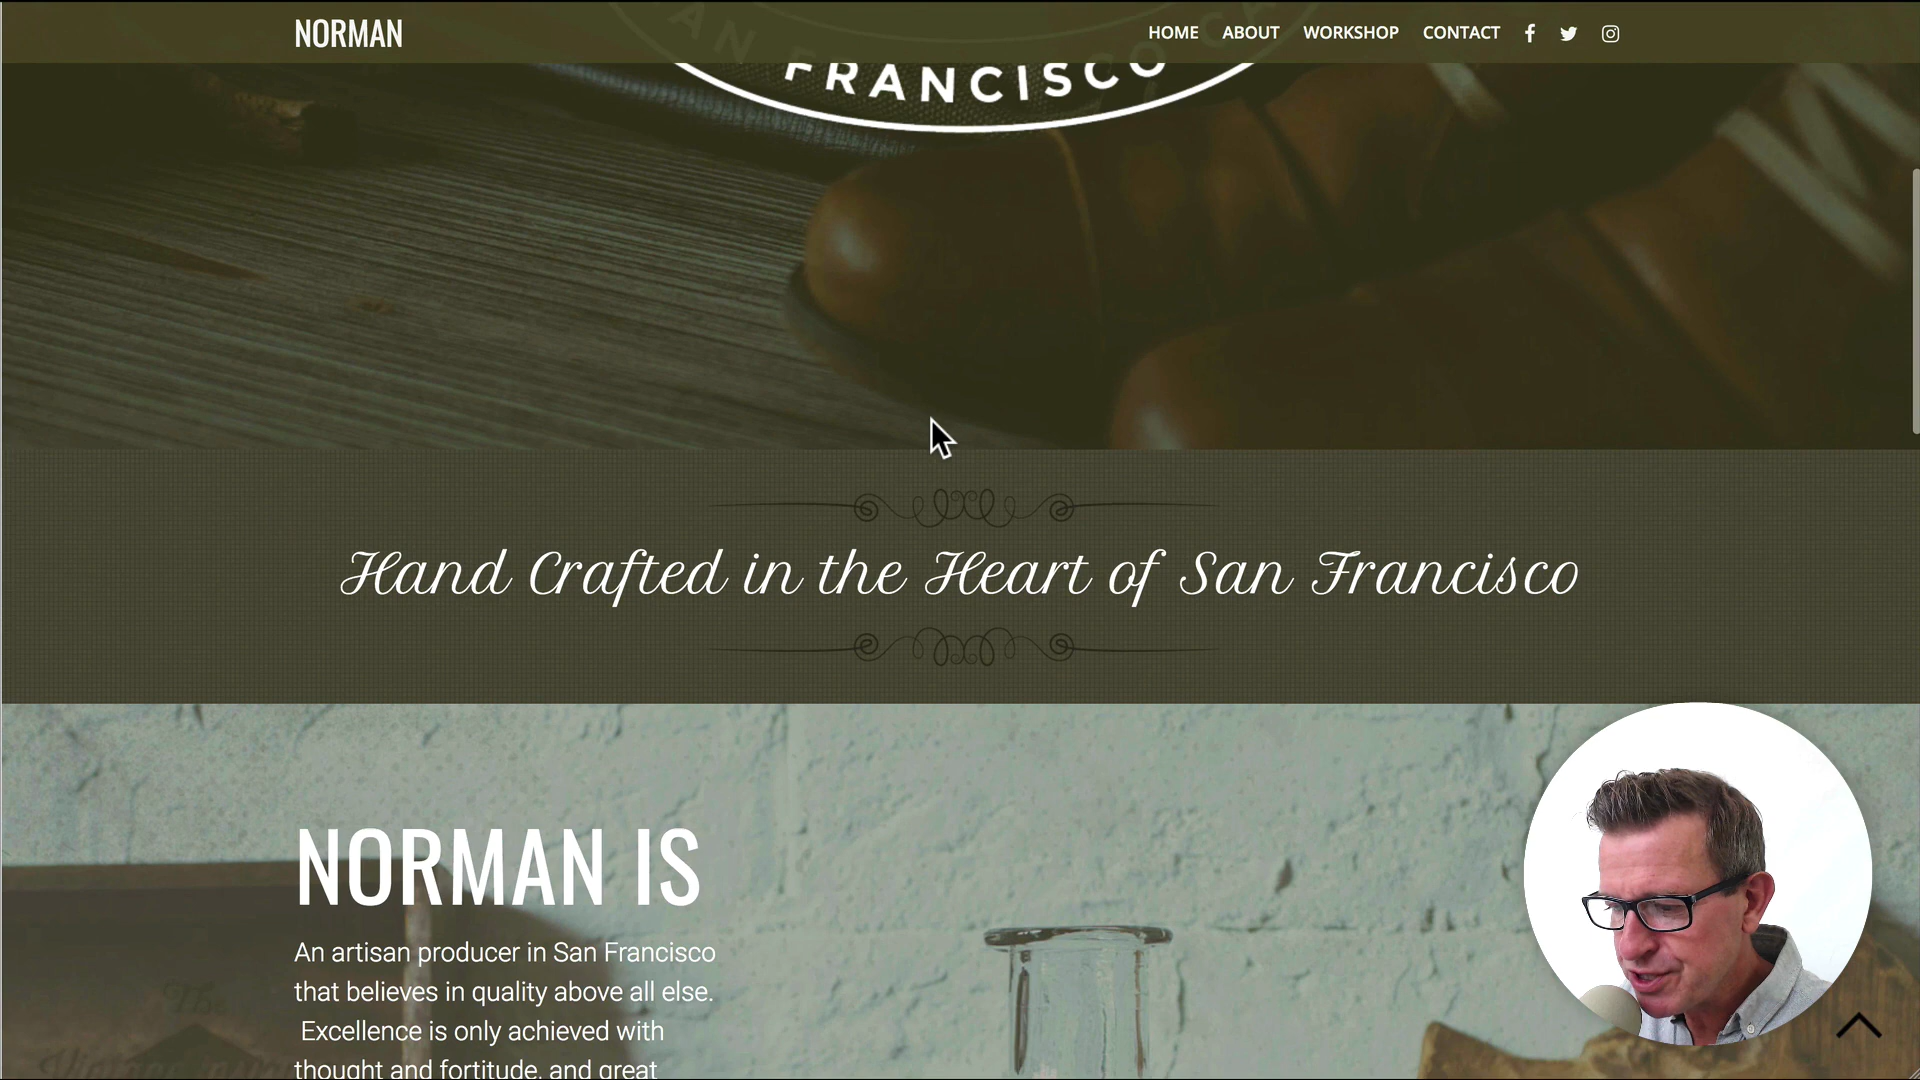 NORMAN
HOME ABOUT WORKSHOP CONTACT
FRANCISCO
Hand Crafted in the Heart of San Francisco
NORMAN IS
An artisan producer in San Francisco
that believes in quality above all else.
Excellence is only achieved with
thought and fortitude, and great